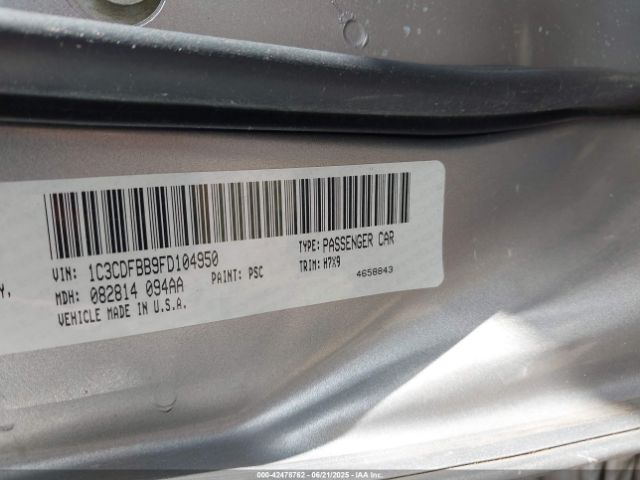 VIN: 1C3CDFBB9FD104950
TYPE: PASSENGER CAR
Y,
MDH: 082814 094AA
PAINT: PSC
TRIM: H7X9
VEHICLE MADE IN U.S.A.
4658843
000-42478762 - 06/21/2025 - IAA Inc.